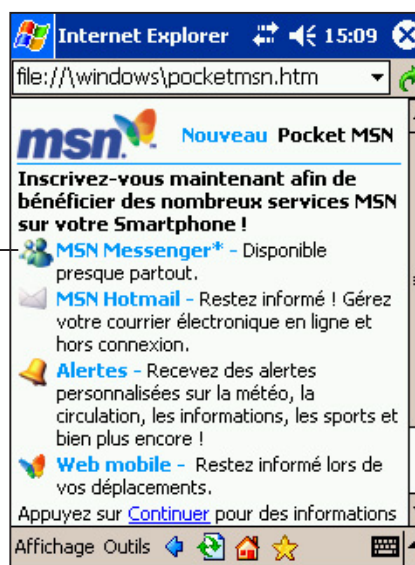 Internet Explorer 15:09
file://\windows\pocketmsn.htm
msn Nouveau Pocket MSN
Inscrivez-vous maintenant afin de
bénéficier des nombreux services MSN
sur votre Smartphone !
MSN Messenger* - Disponible
presque partout.
MSN Hotmail - Restez informé ! Gérez
votre courrier électronique en ligne et
hors connexion.
Alertes - Recevez des alertes
personnalisées sur la météo, la
circulation, les informations, les sports et
bien plus encore !
Web mobile - Restez informé lors de
vos déplacements.
Appuyez sur Continuer pour des informations
Affichage Outils